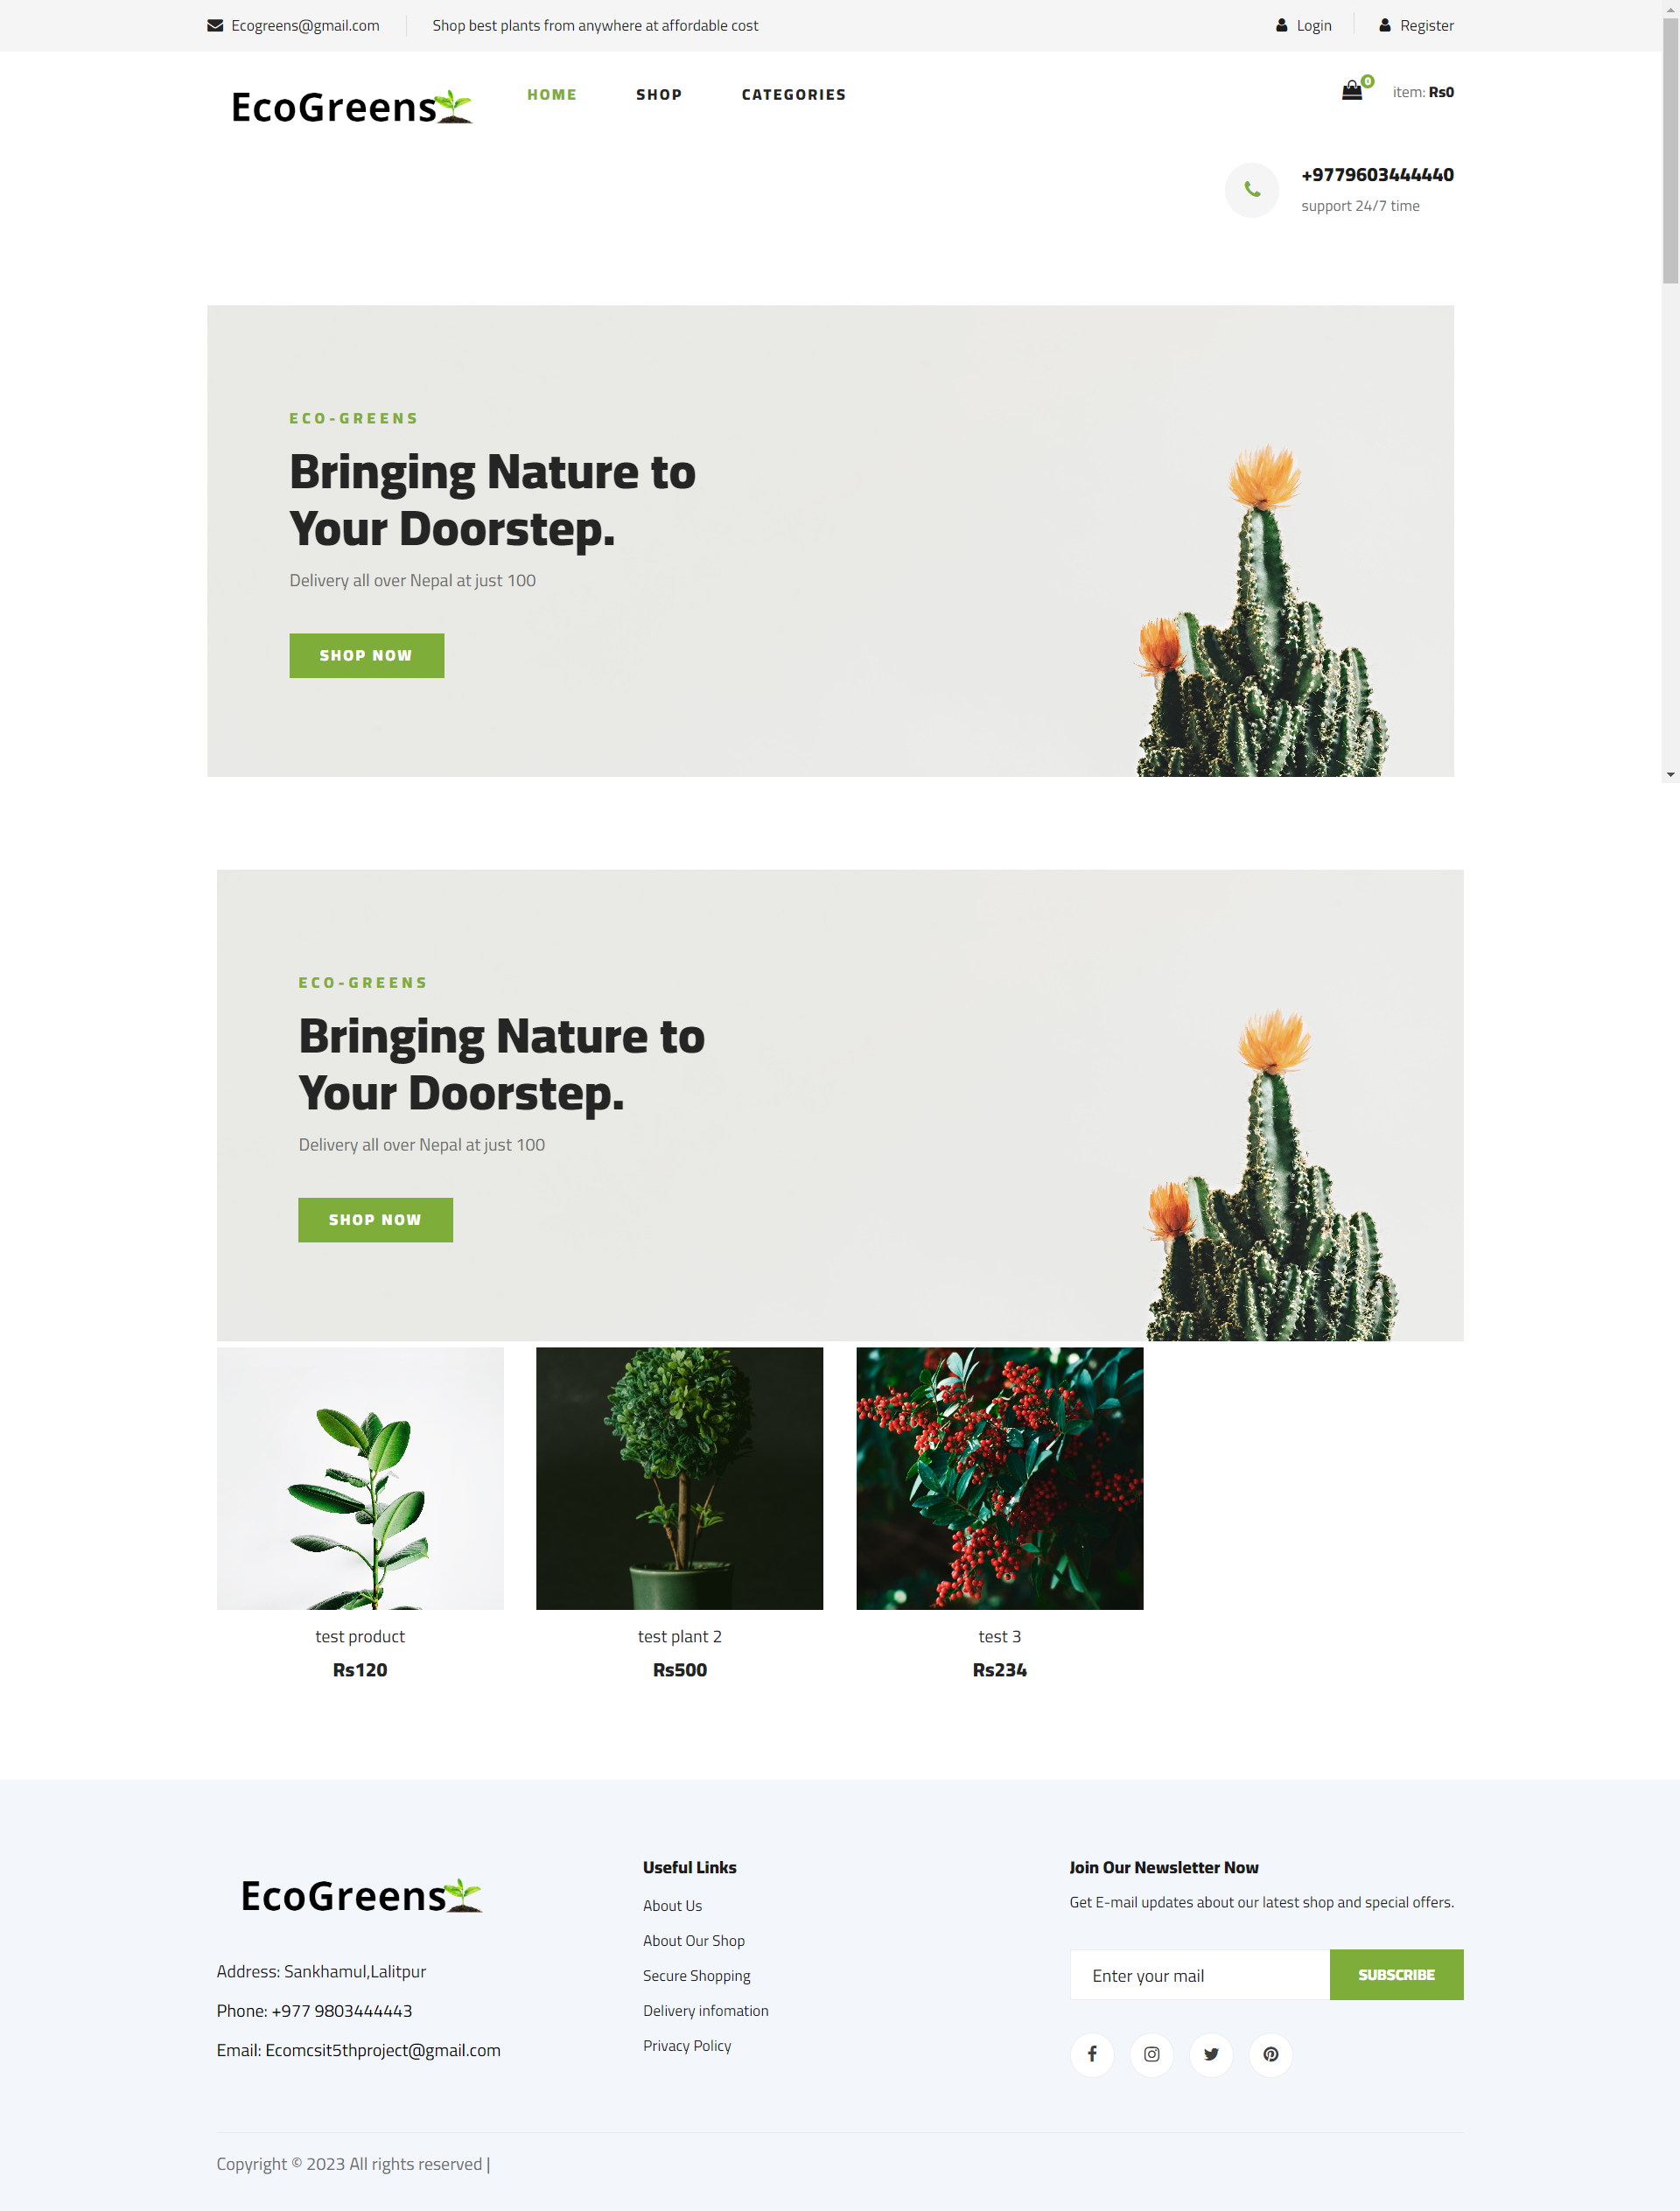 Ecogreens@gmail.com Shop best plants from anywhere at affordable cost Login Register
EcoGreens HOME SHOP CATEGORIES 0 item: Rs0
+9779603444440
support 24/7 time
ECO-GREENS
Bringing Nature to
Your Doorstep.
Delivery all over Nepal at just 100
SHOP NOW
ECO-GREENS
Bringing Nature to
Your Doorstep.
Delivery all over Nepal at just 100
SHOP NOW
test product test plant 2 test 3
Rs120 Rs500 Rs234
EcoGreens
Address: Sankhamul,Lalitpur
Phone: +977 9803444443
Email: Ecomcsit5thproject@gmail.com
Useful Links
About Us
About Our Shop
Secure Shopping
Delivery infomation
Privacy Policy
Join Our Newsletter Now
Get E-mail updates about our latest shop and special offers.
Enter your mail SUBSCRIBE
Copyright © 2023 All rights reserved |